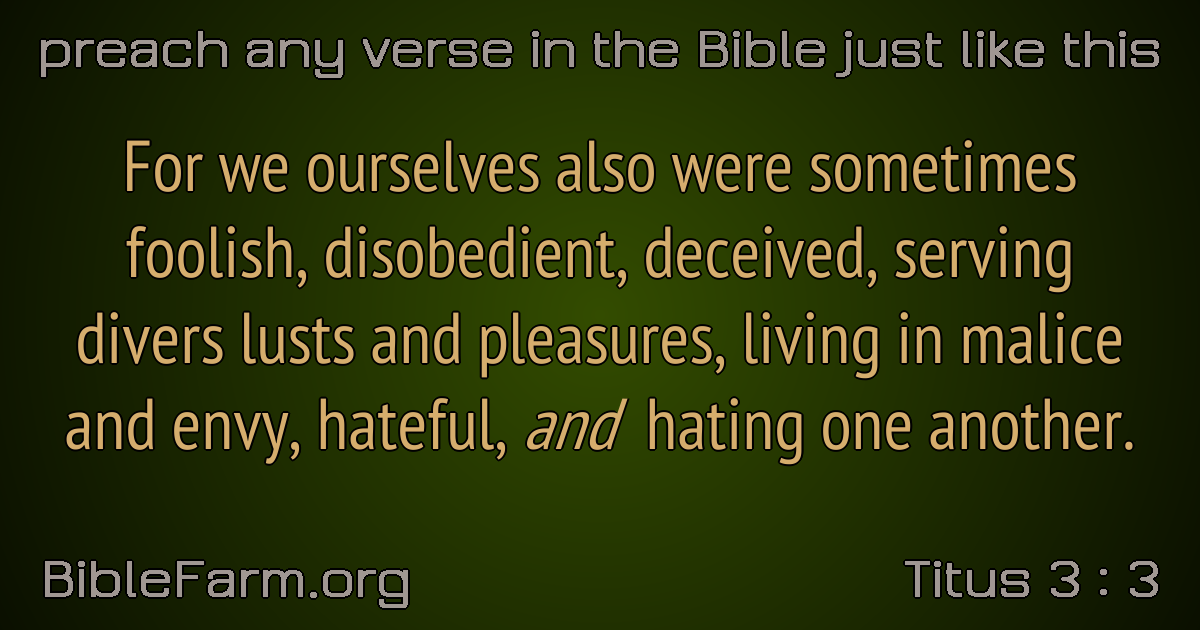 preach any verse in the Bible just like this
For we ourselves also were sometimes
foolish, disobedient, deceived, serving
divers lusts and pleasures, living in malice
and envy, hateful, and hating one another.
BibleFarm.org
Titus 3 : 3